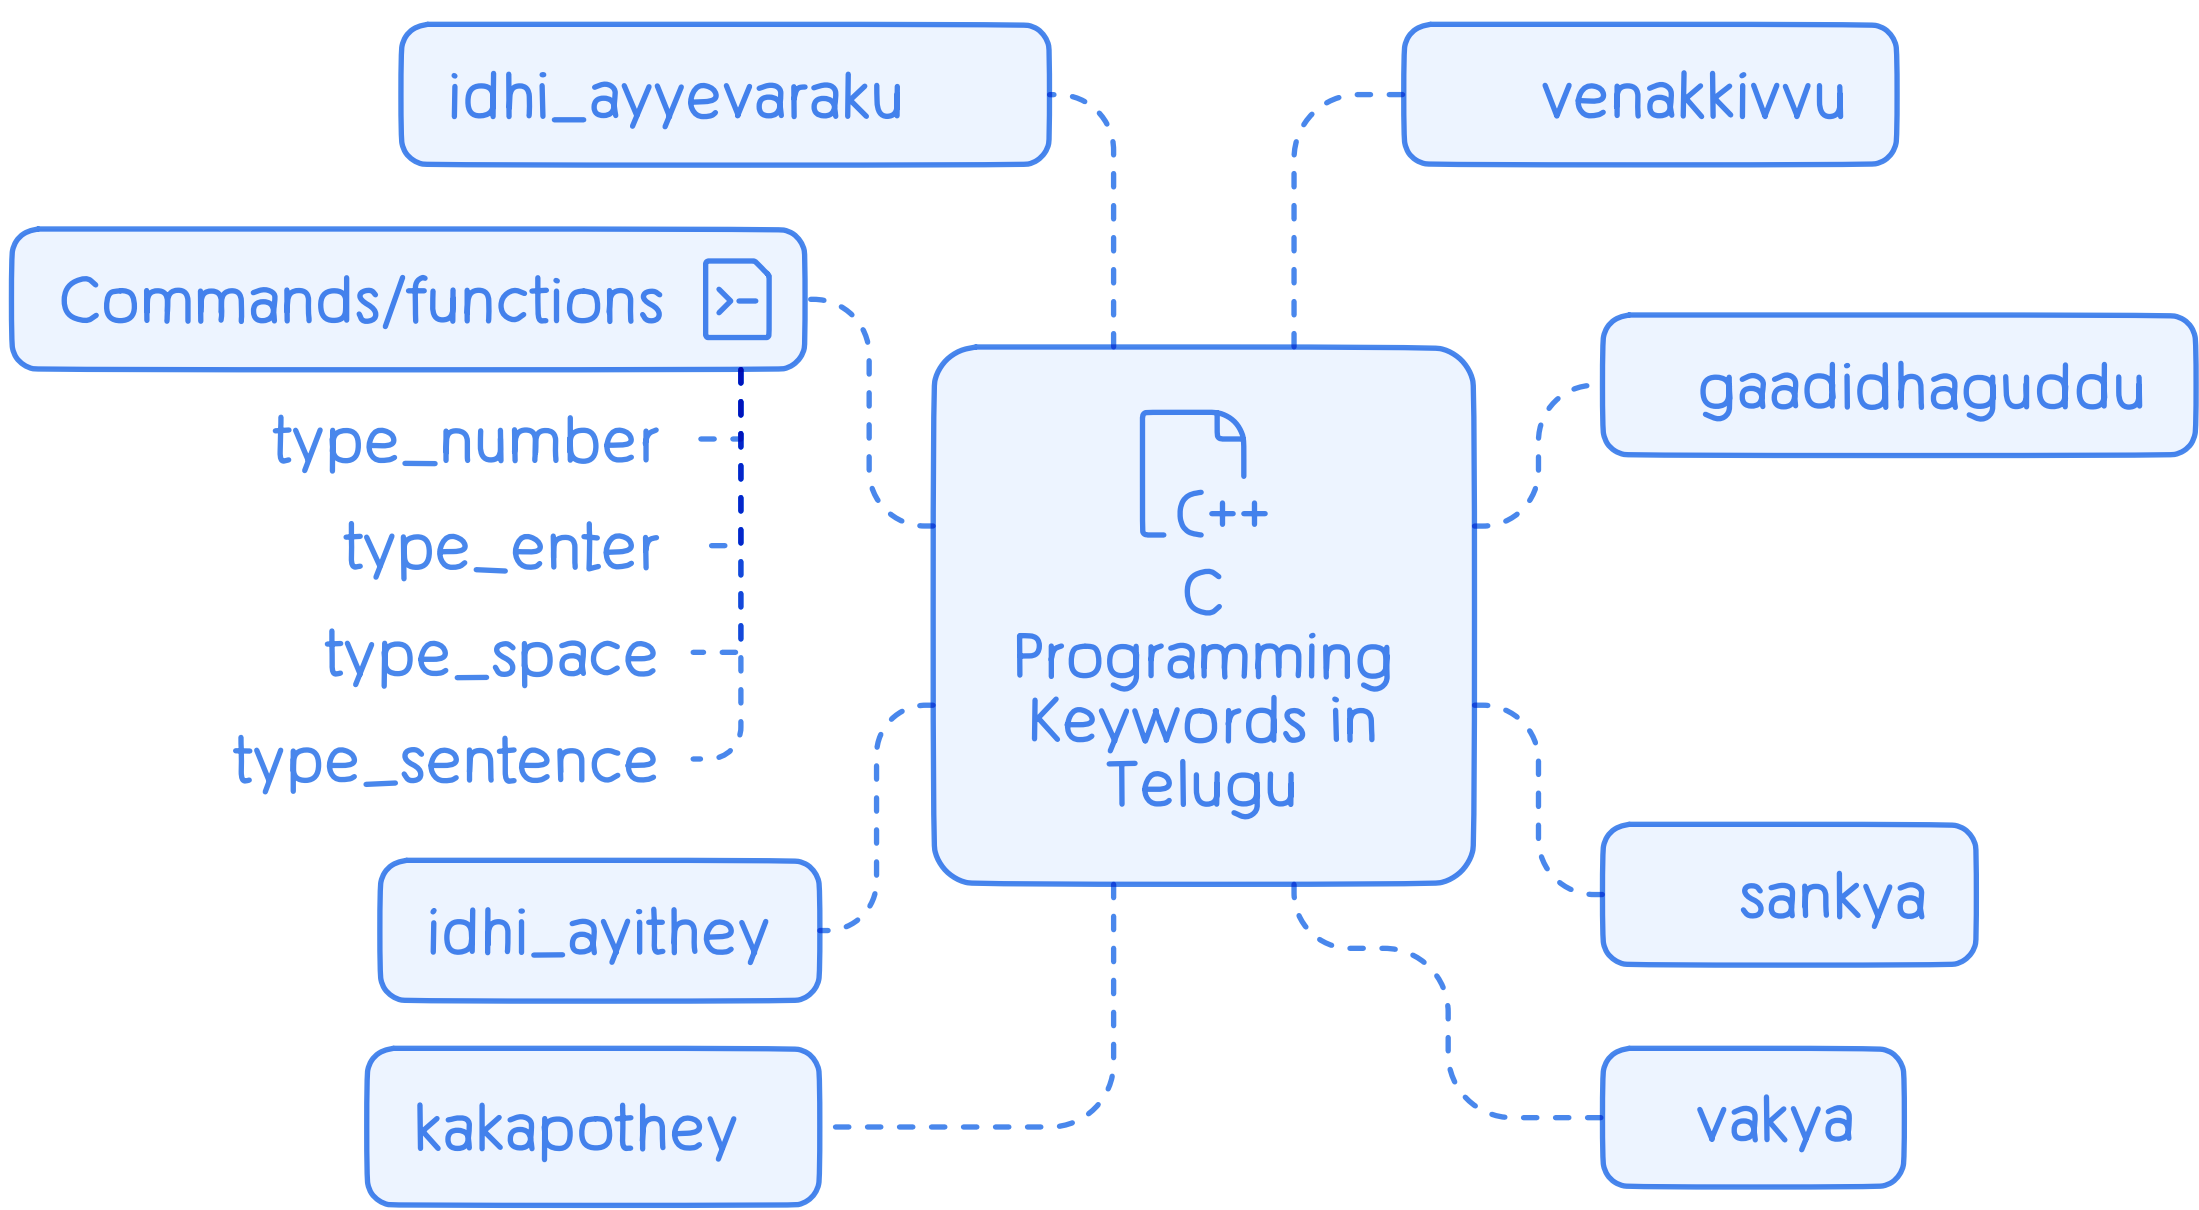 idhi_ayyevaraku
venakkivvu
Commands/functions
gaadidhaguddu
type_number
type_enter
type_space
type_sentence
C++
C
Programming
Keywords in
Telugu
idhi_ayithey
sankya
kakapothey
vakya